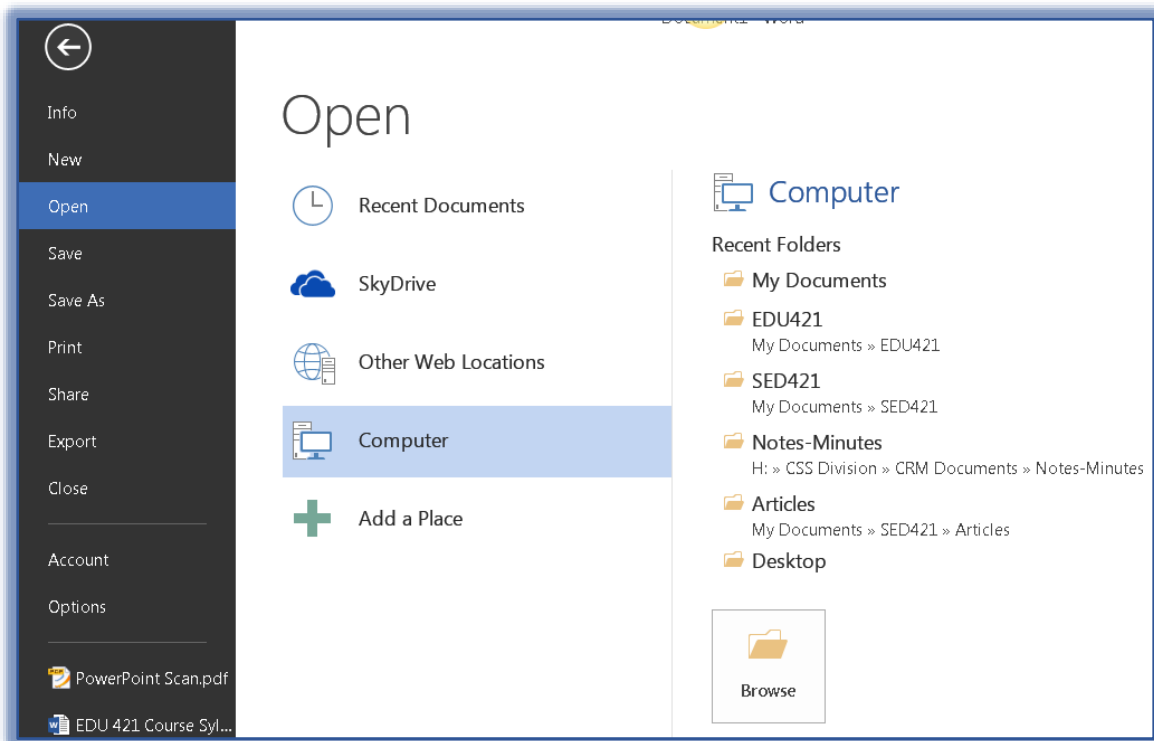 Info
New
Open
Save
Save As
Print
Share
Export
Close
Account
Options
PowerPoint Scan.pdf
EDU 421 Course Syl...
Open
Recent Documents
SkyDrive
Other Web Locations
Computer
Add a Place
Computer
Recent Folders
My Documents
EDU421
My Documents » EDU421
SED421
My Documents » SED421
Notes-Minutes
H: » CSS Division » CRM Documents » Notes-Minutes
Articles
My Documents » SED421 » Articles
Desktop
Browse